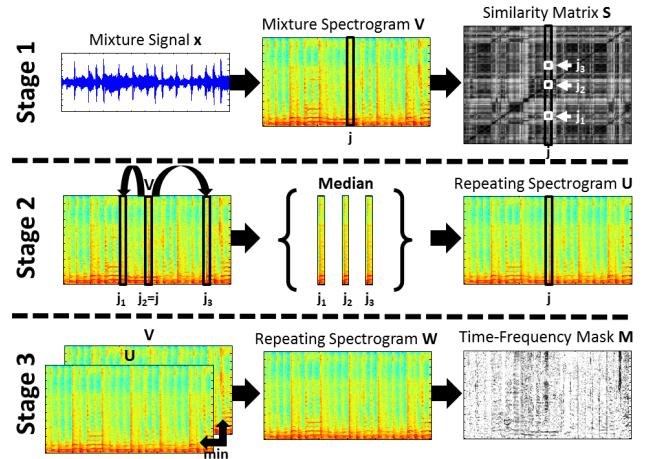 Stage 1
Mixture Signal x
Mixture Spectrogram V
Similarity Matrix S
j
j3
j2
j1
j
Stage 2
V
Median
Repeating Spectrogram U
j1 j2=j j3
j1 j2 j3
j
Stage 3
V
U
min
Repeating Spectrogram W
Time-Frequency Mask M